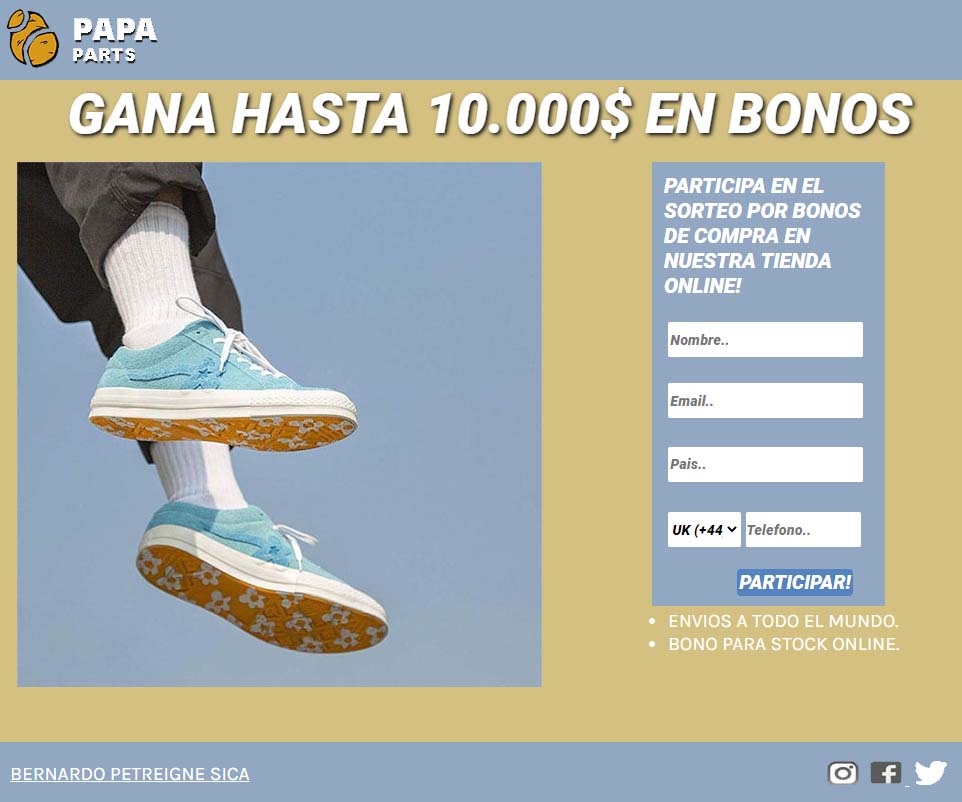 PAPA
PARTS
GANA HASTA 10.000$ EN BONOS
PARTICIPA EN EL
SORTEO POR BONOS
DE COMPRA EN
NUESTRA TIENDA
ONLINE!
Nombre..
Email..
Pais..
UK (+44 Telefono..
PARTICIPAR!
ENVIOS A TODO EL MUNDO.
BONO PARA STOCK ONLINE.
BERNARDO PETREIGNE SICA